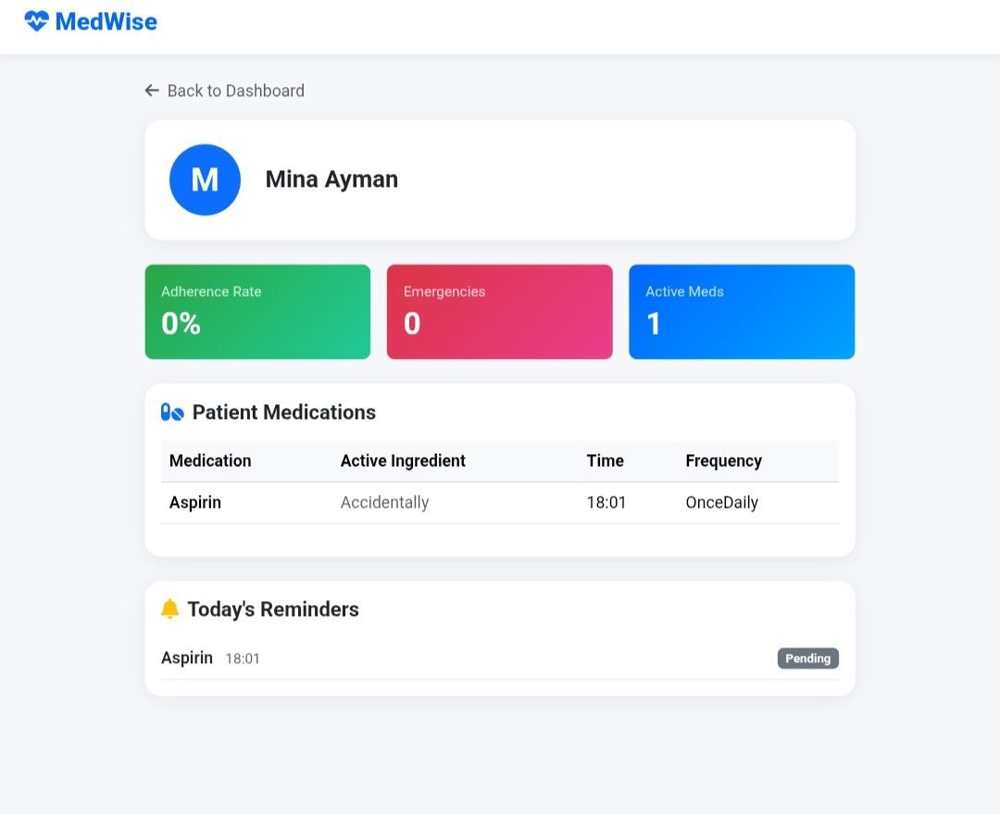 MedWise
← Back to Dashboard
M
Mina Ayman
Adherence Rate
0%
Emergencies
0
Active Meds
1
Patient Medications
Medication Active Ingredient Time Frequency
Aspirin Accidentally 18:01 OnceDaily
Today's Reminders
Aspirin 18:01 Pending